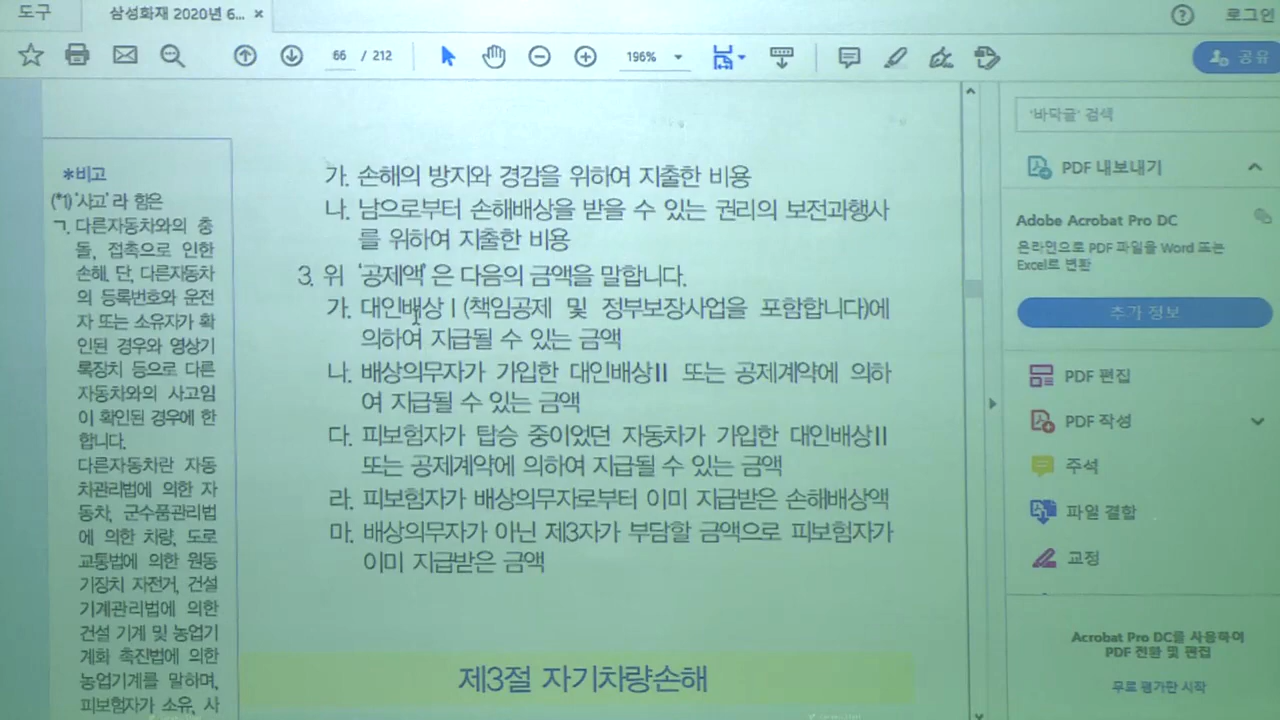 도구
삼성화재 2020년 6... ×
로그인
66 / 212
196%
공유
*비고
(*1) '사고' 라 함은
ㄱ. 다른자동차와의 충
돌, 접촉으로 인한
손해. 단, 다른자동차
의 등록번호와 운전
자 또는 소유자가 확
인된 경우와 영상기
록장치 등으로 다른
자동차와의 사고임
이 확인된 경우에 한
합니다.
다른자동차란 자동
차관리법에 의한 자
동차, 군수품관리법
에 의한 차량, 도로
교통법에 의한 원동
기장치 자전거, 건설
기계관리법에 의한
건설 기계 및 농업기
계화 촉진법에 의한
농업기계를 말하며,
피보험자가 소유, 사
가. 손해의 방지와 경감을 위하여 지출한 비용
나. 남으로부터 손해배상을 받을 수 있는 권리의 보전과행사
를 위하여 지출한 비용
3. 위 '공제액' 은 다음의 금액을 말합니다.
가. 대인배상Ⅰ(책임공제 및 정부보장사업을 포함합니다)에
의하여 지급될 수 있는 금액
나. 배상의무자가 가입한 대인배상Ⅱ 또는 공제계약에 의하
여 지급될 수 있는 금액
다. 피보험자가 탑승 중이었던 자동차가 가입한 대인배상Ⅱ
또는 공제계약에 의하여 지급될 수 있는 금액
라. 피보험자가 배상의무자로부터 이미 지급받은 손해배상액
마. 배상의무자가 아닌 제3자가 부담할 금액으로 피보험자가
이미 지급받은 금액
제3절 자기차량손해
'바닥글' 검색
PDF 내보내기
Adobe Acrobat Pro DC
온라인으로 PDF 파일을 Word 또는
Excel로 변환
추가 정보
PDF 편집
PDF 작성
주석
파일 결합
교정
Acrobat Pro DC를 사용하여
PDF 전환 및 편집
무료 평가판 시작